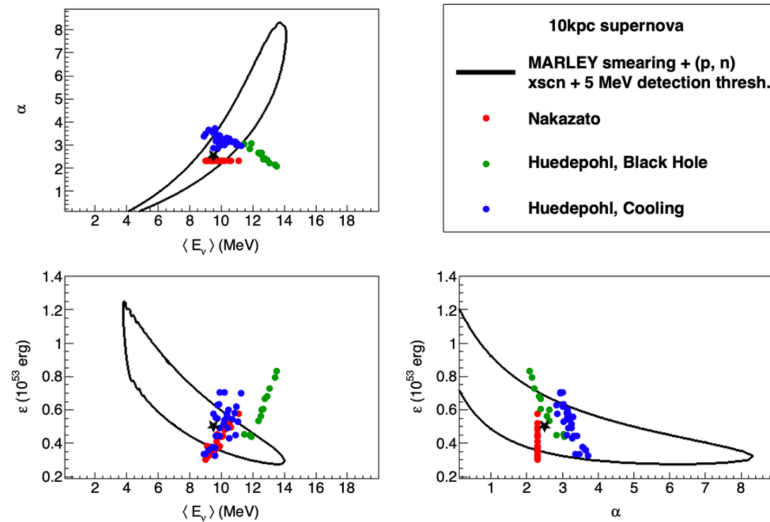 10kpc supernova
MARLEY smearing + (p, n)
xscn + 5 MeV detection thresh.
Nakazato
Huedepohl, Black Hole
Huedepohl, Cooling
α
8
7
6
5
4
3
2
1
2 4 6 8 10 12 14 16 18
⟨ E_ν ⟩ (MeV)
ε (10^53 erg)
1.4
1.2
1
0.8
0.6
0.4
0.2
2 4 6 8 10 12 14 16 18
⟨ E_ν ⟩ (MeV)
ε (10^53 erg)
1.4
1.2
1
0.8
0.6
0.4
0.2
1 2 3 4 5 6 7 8
α